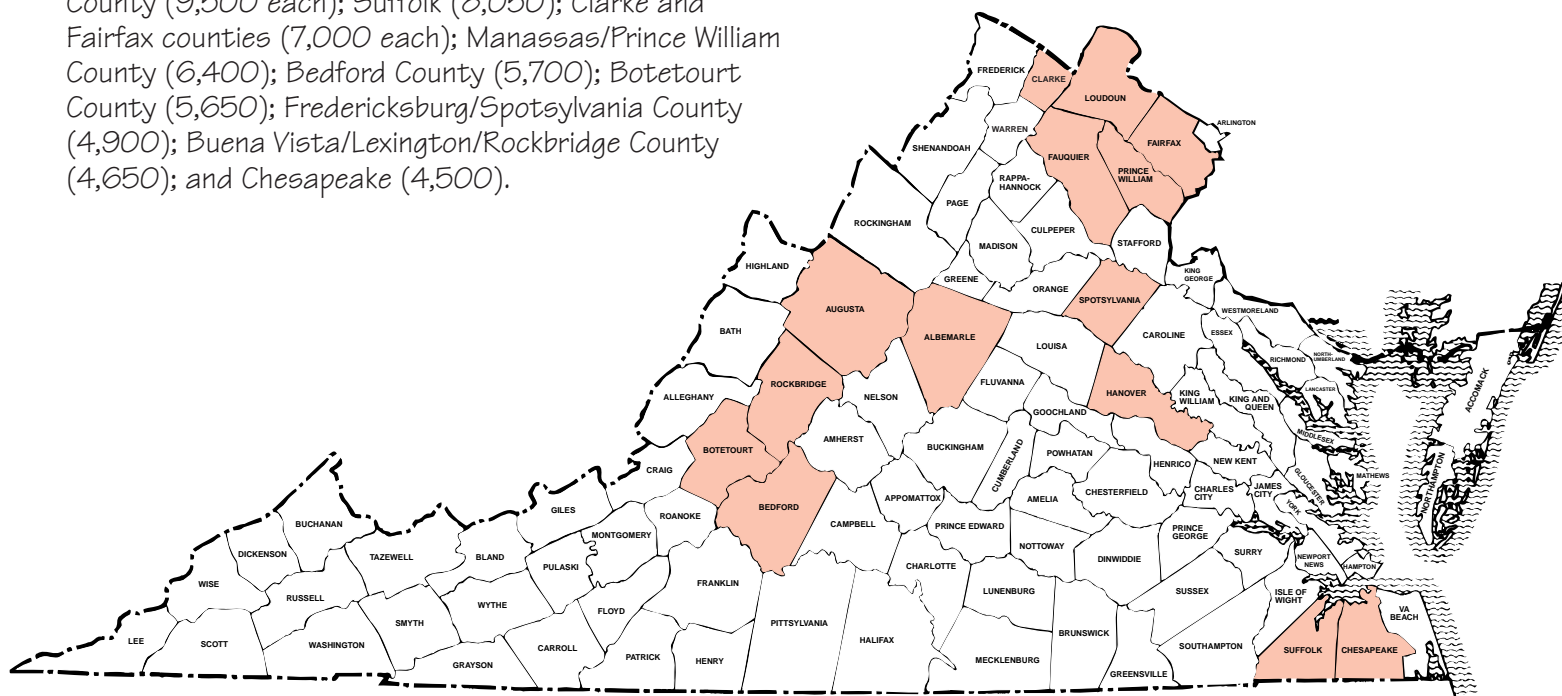 County (9,500 each); Suffolk (8,050); Clarke and
Fairfax counties (7,000 each); Manassas/Prince William
County (6,400); Bedford County (5,700); Botetourt
County (5,650); Fredericksburg/Spotsylvania County
(4,900); Buena Vista/Lexington/Rockbridge County
(4,650); and Chesapeake (4,500).
FREDERICK
CLARKE
LOUDOUN
WARREN
ARLINGTON
SHENANDOAH
FAUQUIER
FAIRFAX
PRINCE
WILLIAM
RAPPA-
HANNOCK
PAGE
ROCKINGHAM
CULPEPER
MADISON
STAFFORD
HIGHLAND
GREENE
KING
GEORGE
ORANGE
SPOTSYLVANIA
AUGUSTA
WESTMORELAND
BATH
ALBEMARLE
CAROLINE
ESSEX
LOUISA
RICHMOND
NORTH-
UMBERLAND
ROCKBRIDGE
FLUVANNA
LANCASTER
ACCOMACK
ALLEGHANY
NELSON
HANOVER
KING
WILLIAM
KING AND
QUEEN
GOOCHLAND
AMHERST
MIDDLESEX
BOTETOURT
BUCKINGHAM
CUMBERLAND
POWHATAN
HENRICO
NEW KENT
CRAIG
MATHEWS
GLOUCESTER
NORTHAMPTON
APPOMATTOX
AMELIA
CHESTERFIELD
CHARLES
CITY
JAMES
CITY
YORK
GILES
ROANOKE
BEDFORD
BUCHANAN
CAMPBELL
PRINCE EDWARD
PRINCE
GEORGE
MONTGOMERY
DICKENSON
TAZEWELL
BLAND
NOTTOWAY
DINWIDDIE
SURRY
NEWPORT
NEWS
HAMPTON
PULASKI
CHARLOTTE
WISE
FRANKLIN
LUNENBURG
SUSSEX
ISLE OF
WIGHT
RUSSELL
WYTHE
FLOYD
VA
BEACH
SMYTH
PITTSYLVANIA
BRUNSWICK
LEE
SCOTT
WASHINGTON
CARROLL
HALIFAX
SOUTHAMPTON
SUFFOLK
CHESAPEAKE
GRAYSON
PATRICK
HENRY
MECKLENBURG
GREENSVILLE